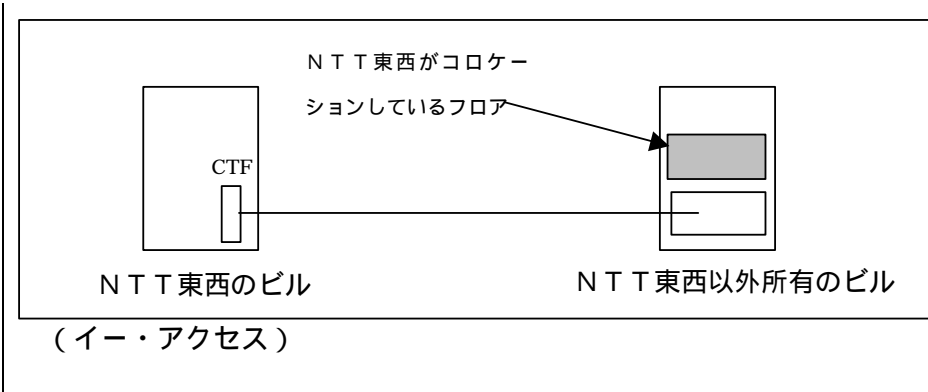 ＮＴＴ東西がコロケー
ションしているフロア
CTF
ＮＴＴ東西のビル
ＮＴＴ東西以外所有のビル
（イー・アクセス）